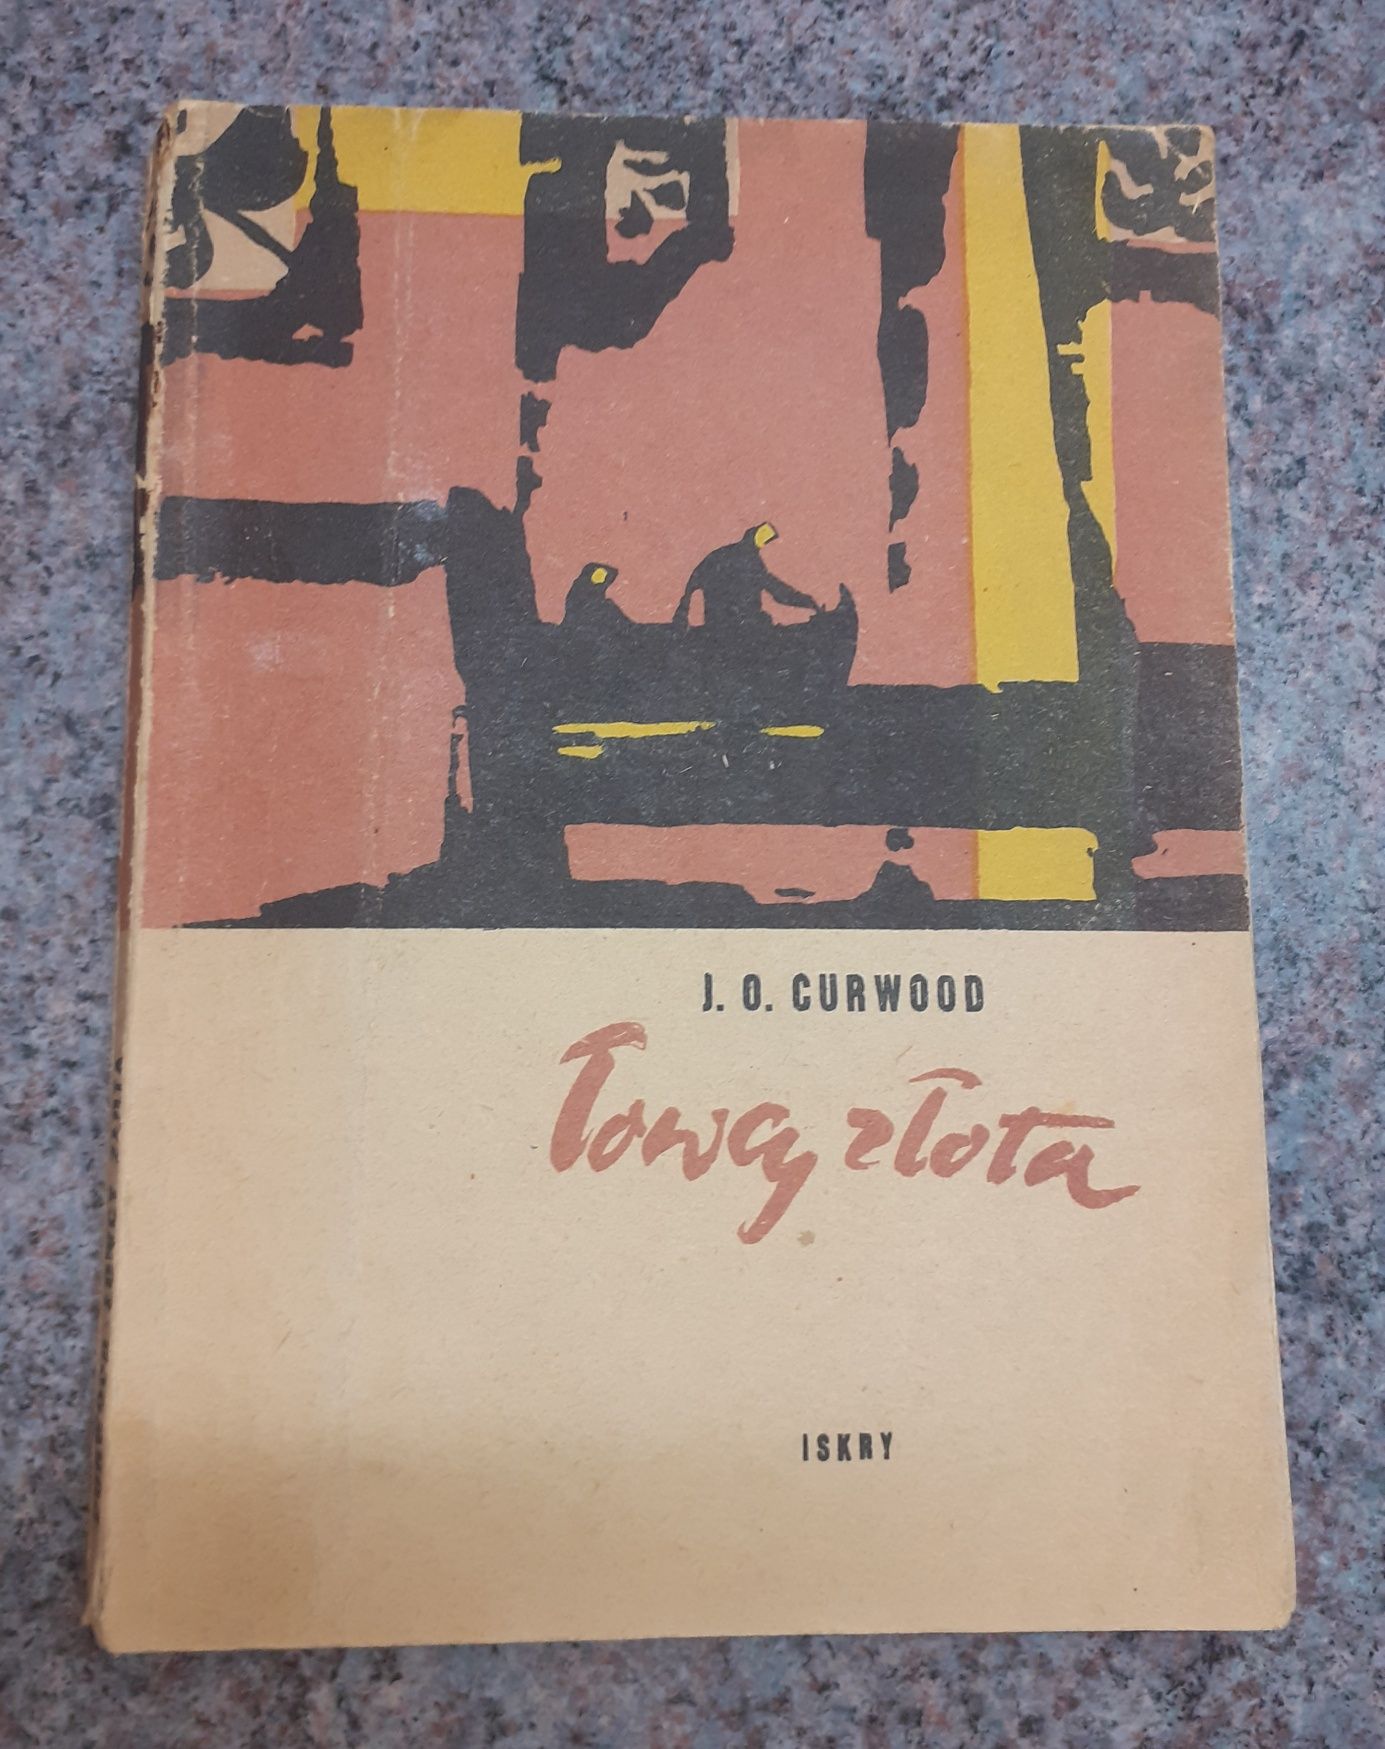 J. O. CURWOOD
Łowcy złota
ISKRY